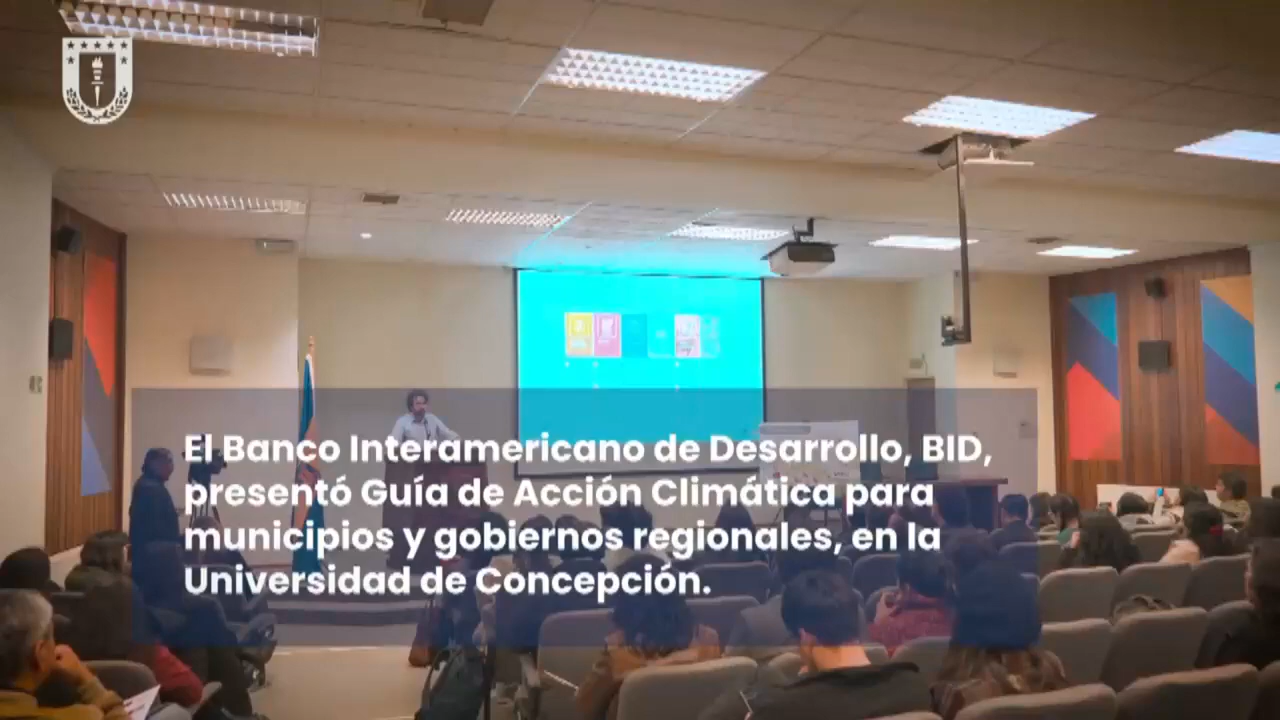 El Banco Interamericano de Desarrollo, BID,
presentó Guía de Acción Climática para
municipios y gobiernos regionales, en la
Universidad de Concepción.